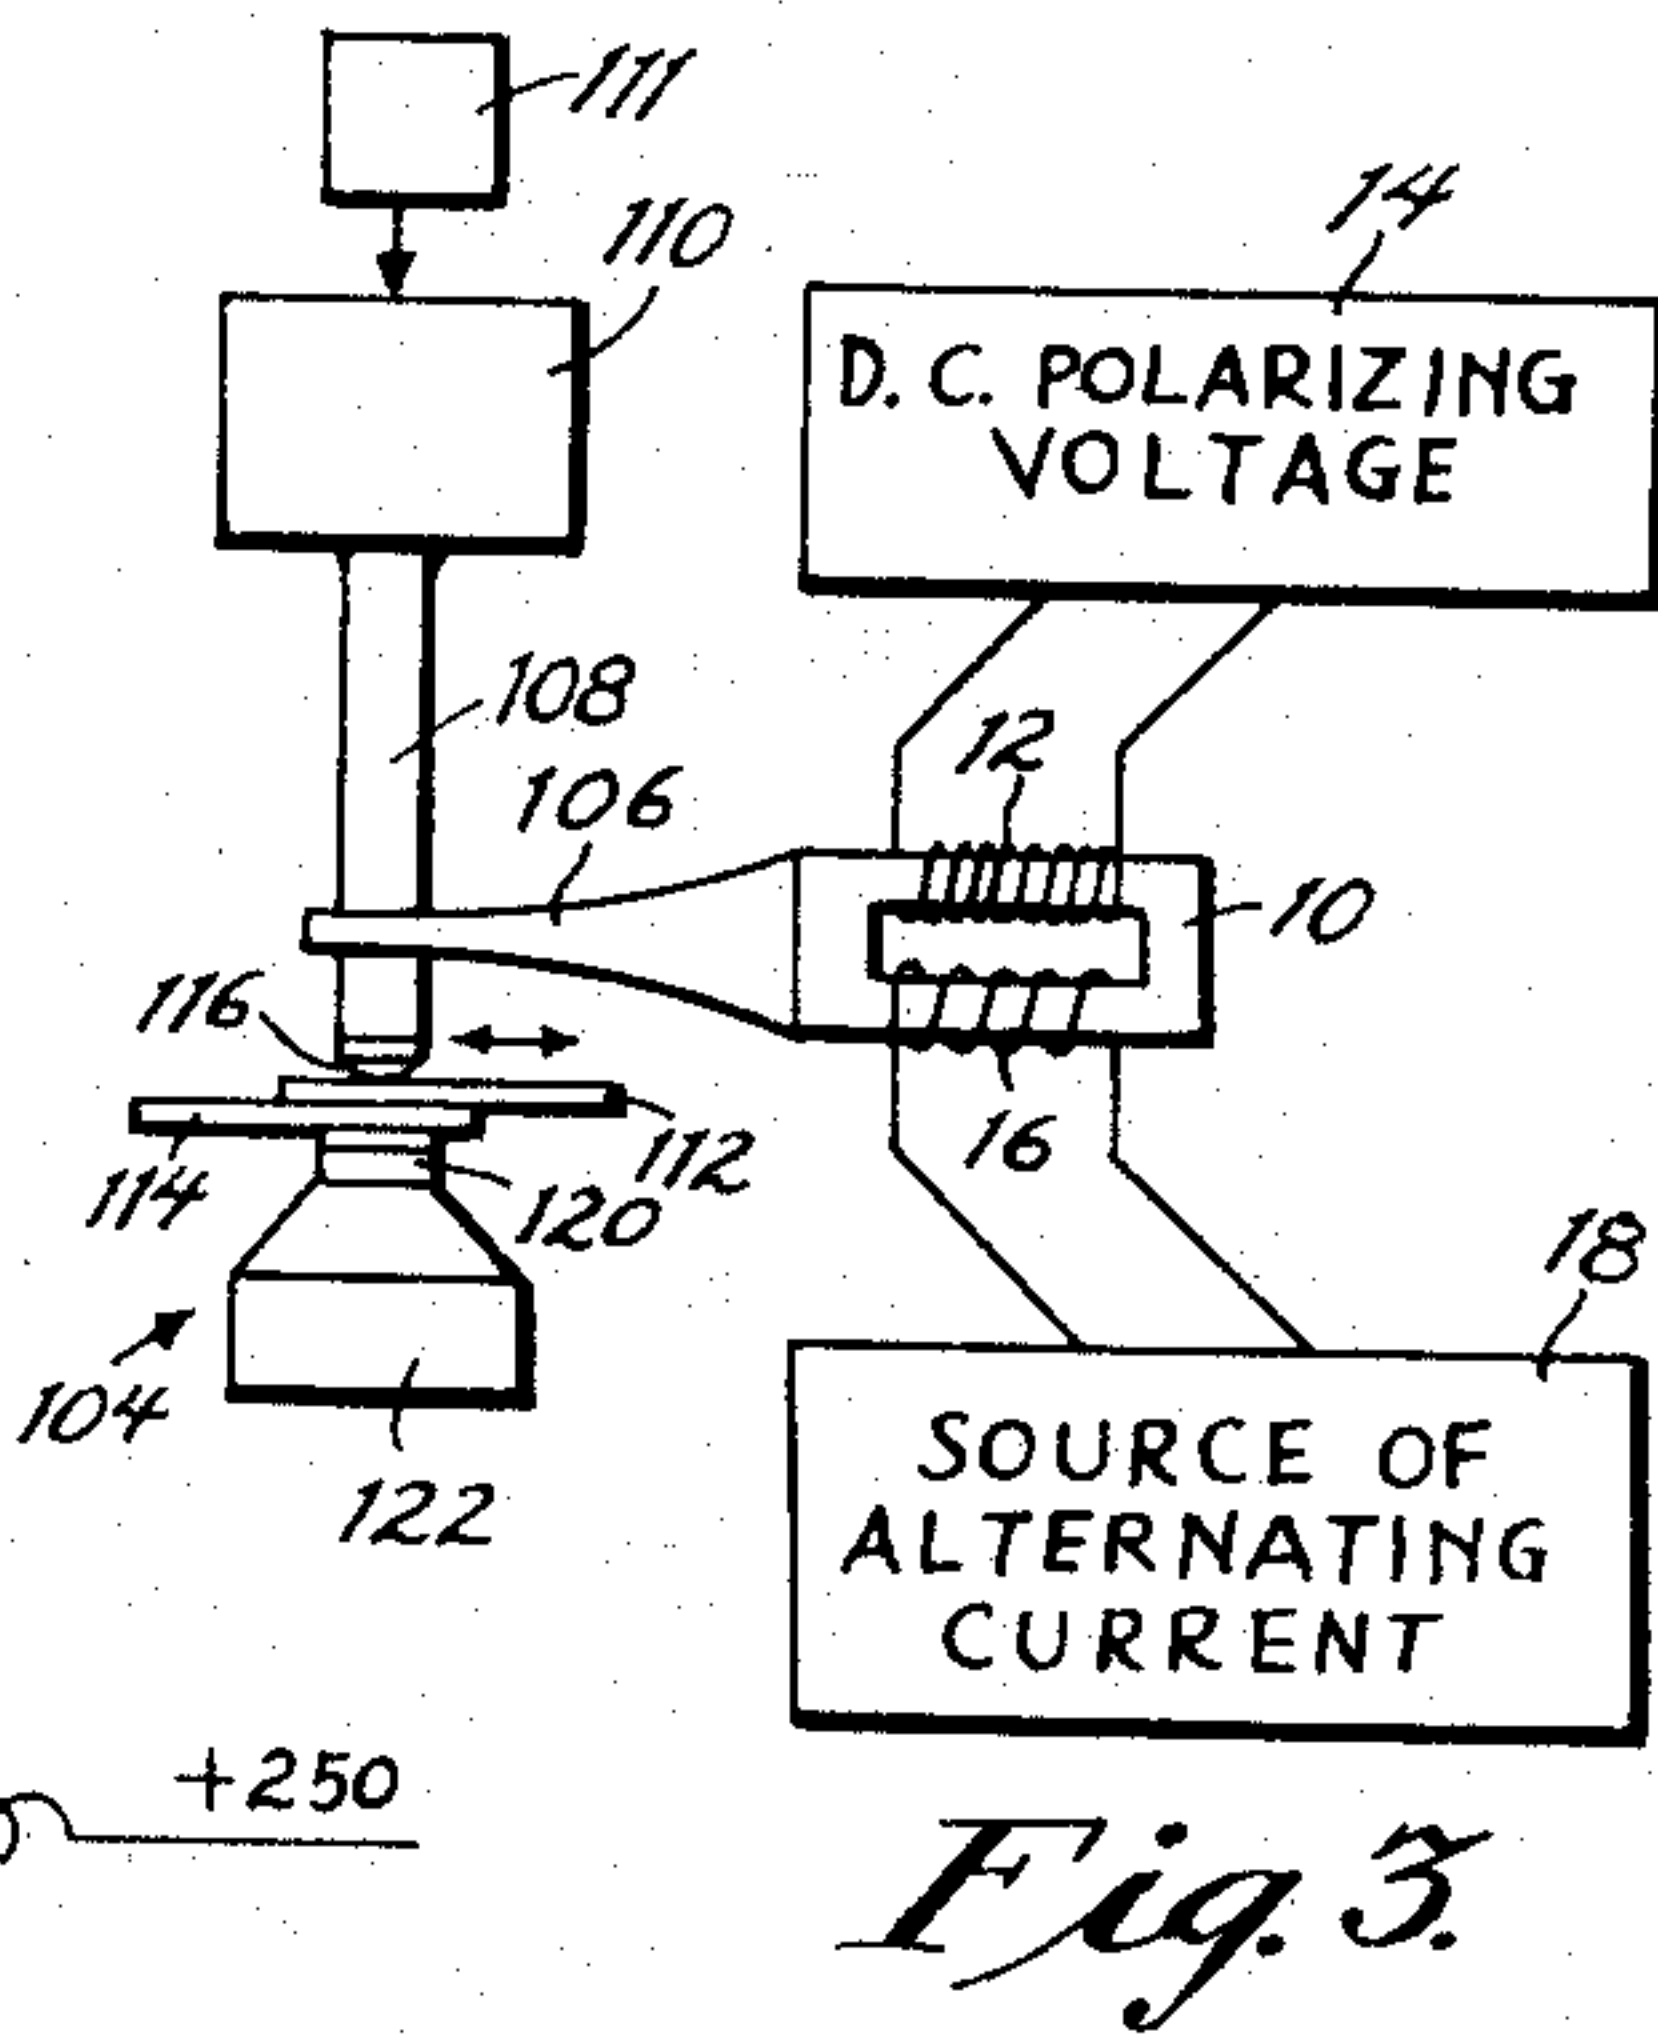 111
110
14
D. C. POLARIZING
VOLTAGE
108
12
106
10
116
16
112
114
120
18
104
122
SOURCE OF
ALTERNATING
CURRENT
+250
Fig. 3.